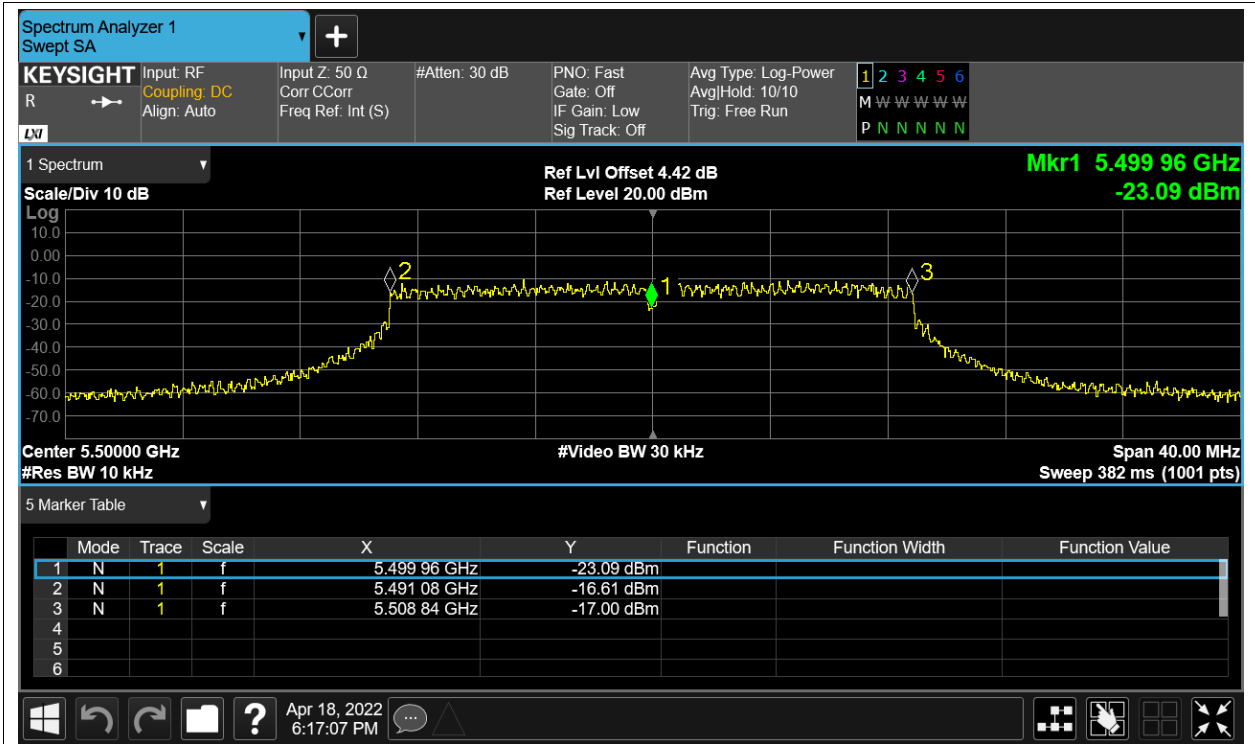 Spectrum Analyzer 1
Swept SA
KEYSIGHT
R
LXI
Input: RF
Coupling: DC
Align: Auto
Input Z: 50 Ω
Corr CCorr
Freq Ref: Int (S)
#Atten: 30 dB
PNO: Fast
Gate: Off
IF Gain: Low
Sig Track: Off
Avg Type: Log-Power
Avg|Hold: 10/10
Trig: Free Run
1 2 3 4 5 6
M W W W W W
P N N N N N
1 Spectrum
Scale/Div 10 dB
Ref Lvl Offset 4.42 dB
Ref Level 20.00 dBm
Mkr1 5.499 96 GHz
-23.09 dBm
Log
10.0
0.00
-10.0
-20.0
-30.0
-40.0
-50.0
-60.0
-70.0
2
1
3
Center 5.50000 GHz
#Video BW 30 kHz
Span 40.00 MHz
#Res BW 10 kHz
Sweep 382 ms (1001 pts)
5 Marker Table
Mode Trace Scale X Y Function Function Width Function Value
1 N 1 f 5.499 96 GHz -23.09 dBm
2 N 1 f 5.491 08 GHz -16.61 dBm
3 N 1 f 5.508 84 GHz -17.00 dBm
4
5
6
?
Apr 18, 2022
6:17:07 PM